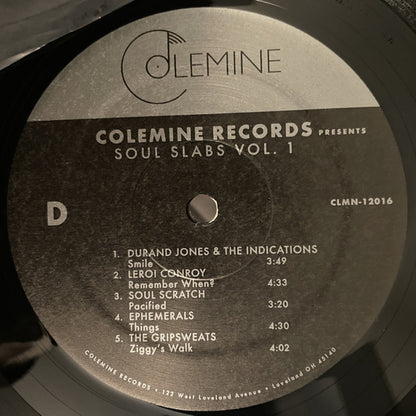 COLEMINE
COLEMINE RECORDS PRESENTS
SOUL SLABS VOL. 1
D
CLMN-12016
1. DURAND JONES & THE INDICATIONS
Smile 3:49
2. LEROI CONROY
Remember When? 4:33
3. SOUL SCRATCH
Pacified 3:20
4. EPHEMERALS
Things 4:30
5. THE GRIPSWEATS
Ziggy's Walk 4:02
COLEMINE RECORDS • 122 West Loveland Avenue • Loveland OH 45140